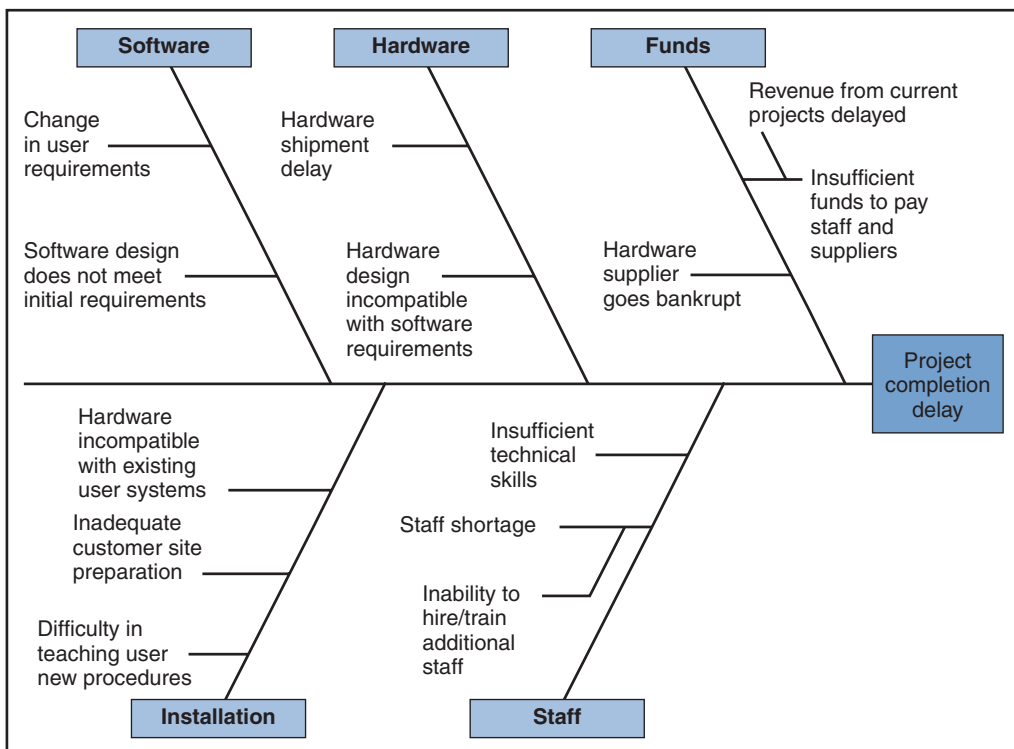 Software
Hardware
Funds
Change
in user
requirements
Software design
does not meet
initial requirements
Hardware
shipment
delay
Hardware
design
incompatible
with software
requirements
Revenue from current
projects delayed
Insufficient
funds to pay
staff and
suppliers
Hardware
supplier
goes bankrupt
Project
completion
delay
Hardware
incompatible
with existing
user systems
Inadequate
customer site
preparation
Difficulty in
teaching user
new procedures
Insufficient
technical
skills
Staff shortage
Inability to
hire/train
additional
staff
Installation
Staff